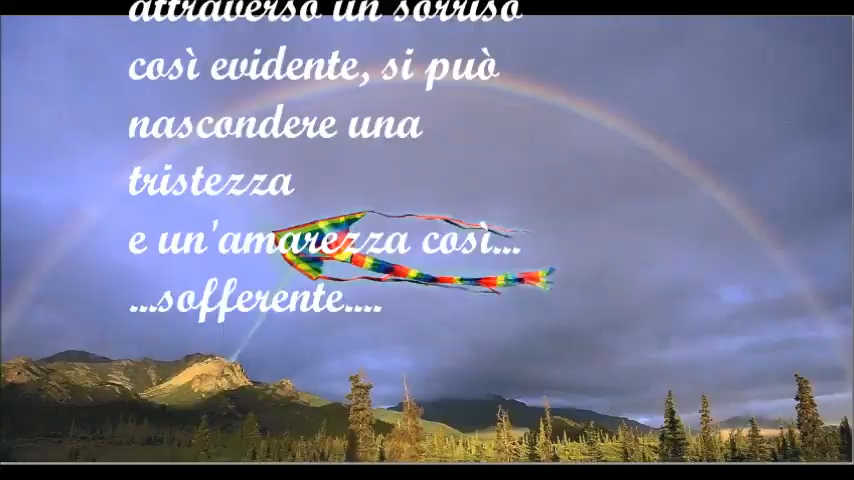 attraverso un sorriso
così evidente, si può
nascondere una
tristezza
e un'amarezza così...
...sofferente....